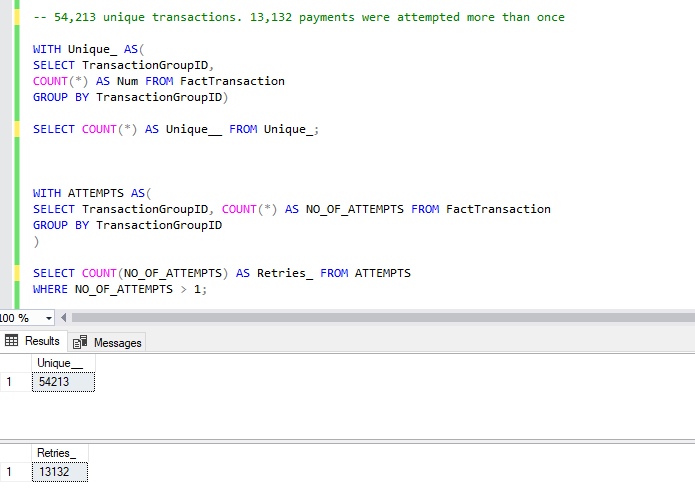 -- 54,213 unique transactions. 13,132 payments were attempted more than once
WITH Unique_ AS(
SELECT TransactionGroupID,
COUNT(*) AS Num FROM FactTransaction
GROUP BY TransactionGroupID)
SELECT COUNT(*) AS Unique__ FROM Unique_;
WITH ATTEMPTS AS(
SELECT TransactionGroupID, COUNT(*) AS NO_OF_ATTEMPTS FROM FactTransaction
GROUP BY TransactionGroupID
)
SELECT COUNT(NO_OF_ATTEMPTS) AS Retries_ FROM ATTEMPTS
WHERE NO_OF_ATTEMPTS > 1;
100 %
Results Messages
Unique__
1 54213
Retries_
1 13132